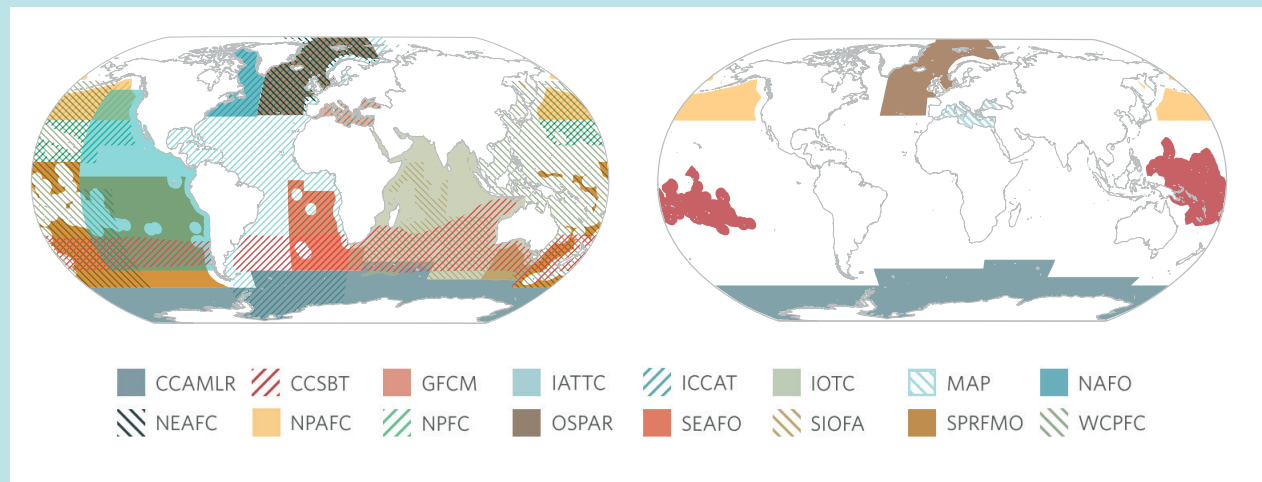 CCAMLR CCSBT GFCM IATTC ICCAT IOTC MAP NAFO
NEAFC NPAFC NPFC OSPAR SEAFO SIOFA SPRFMO WCPFC